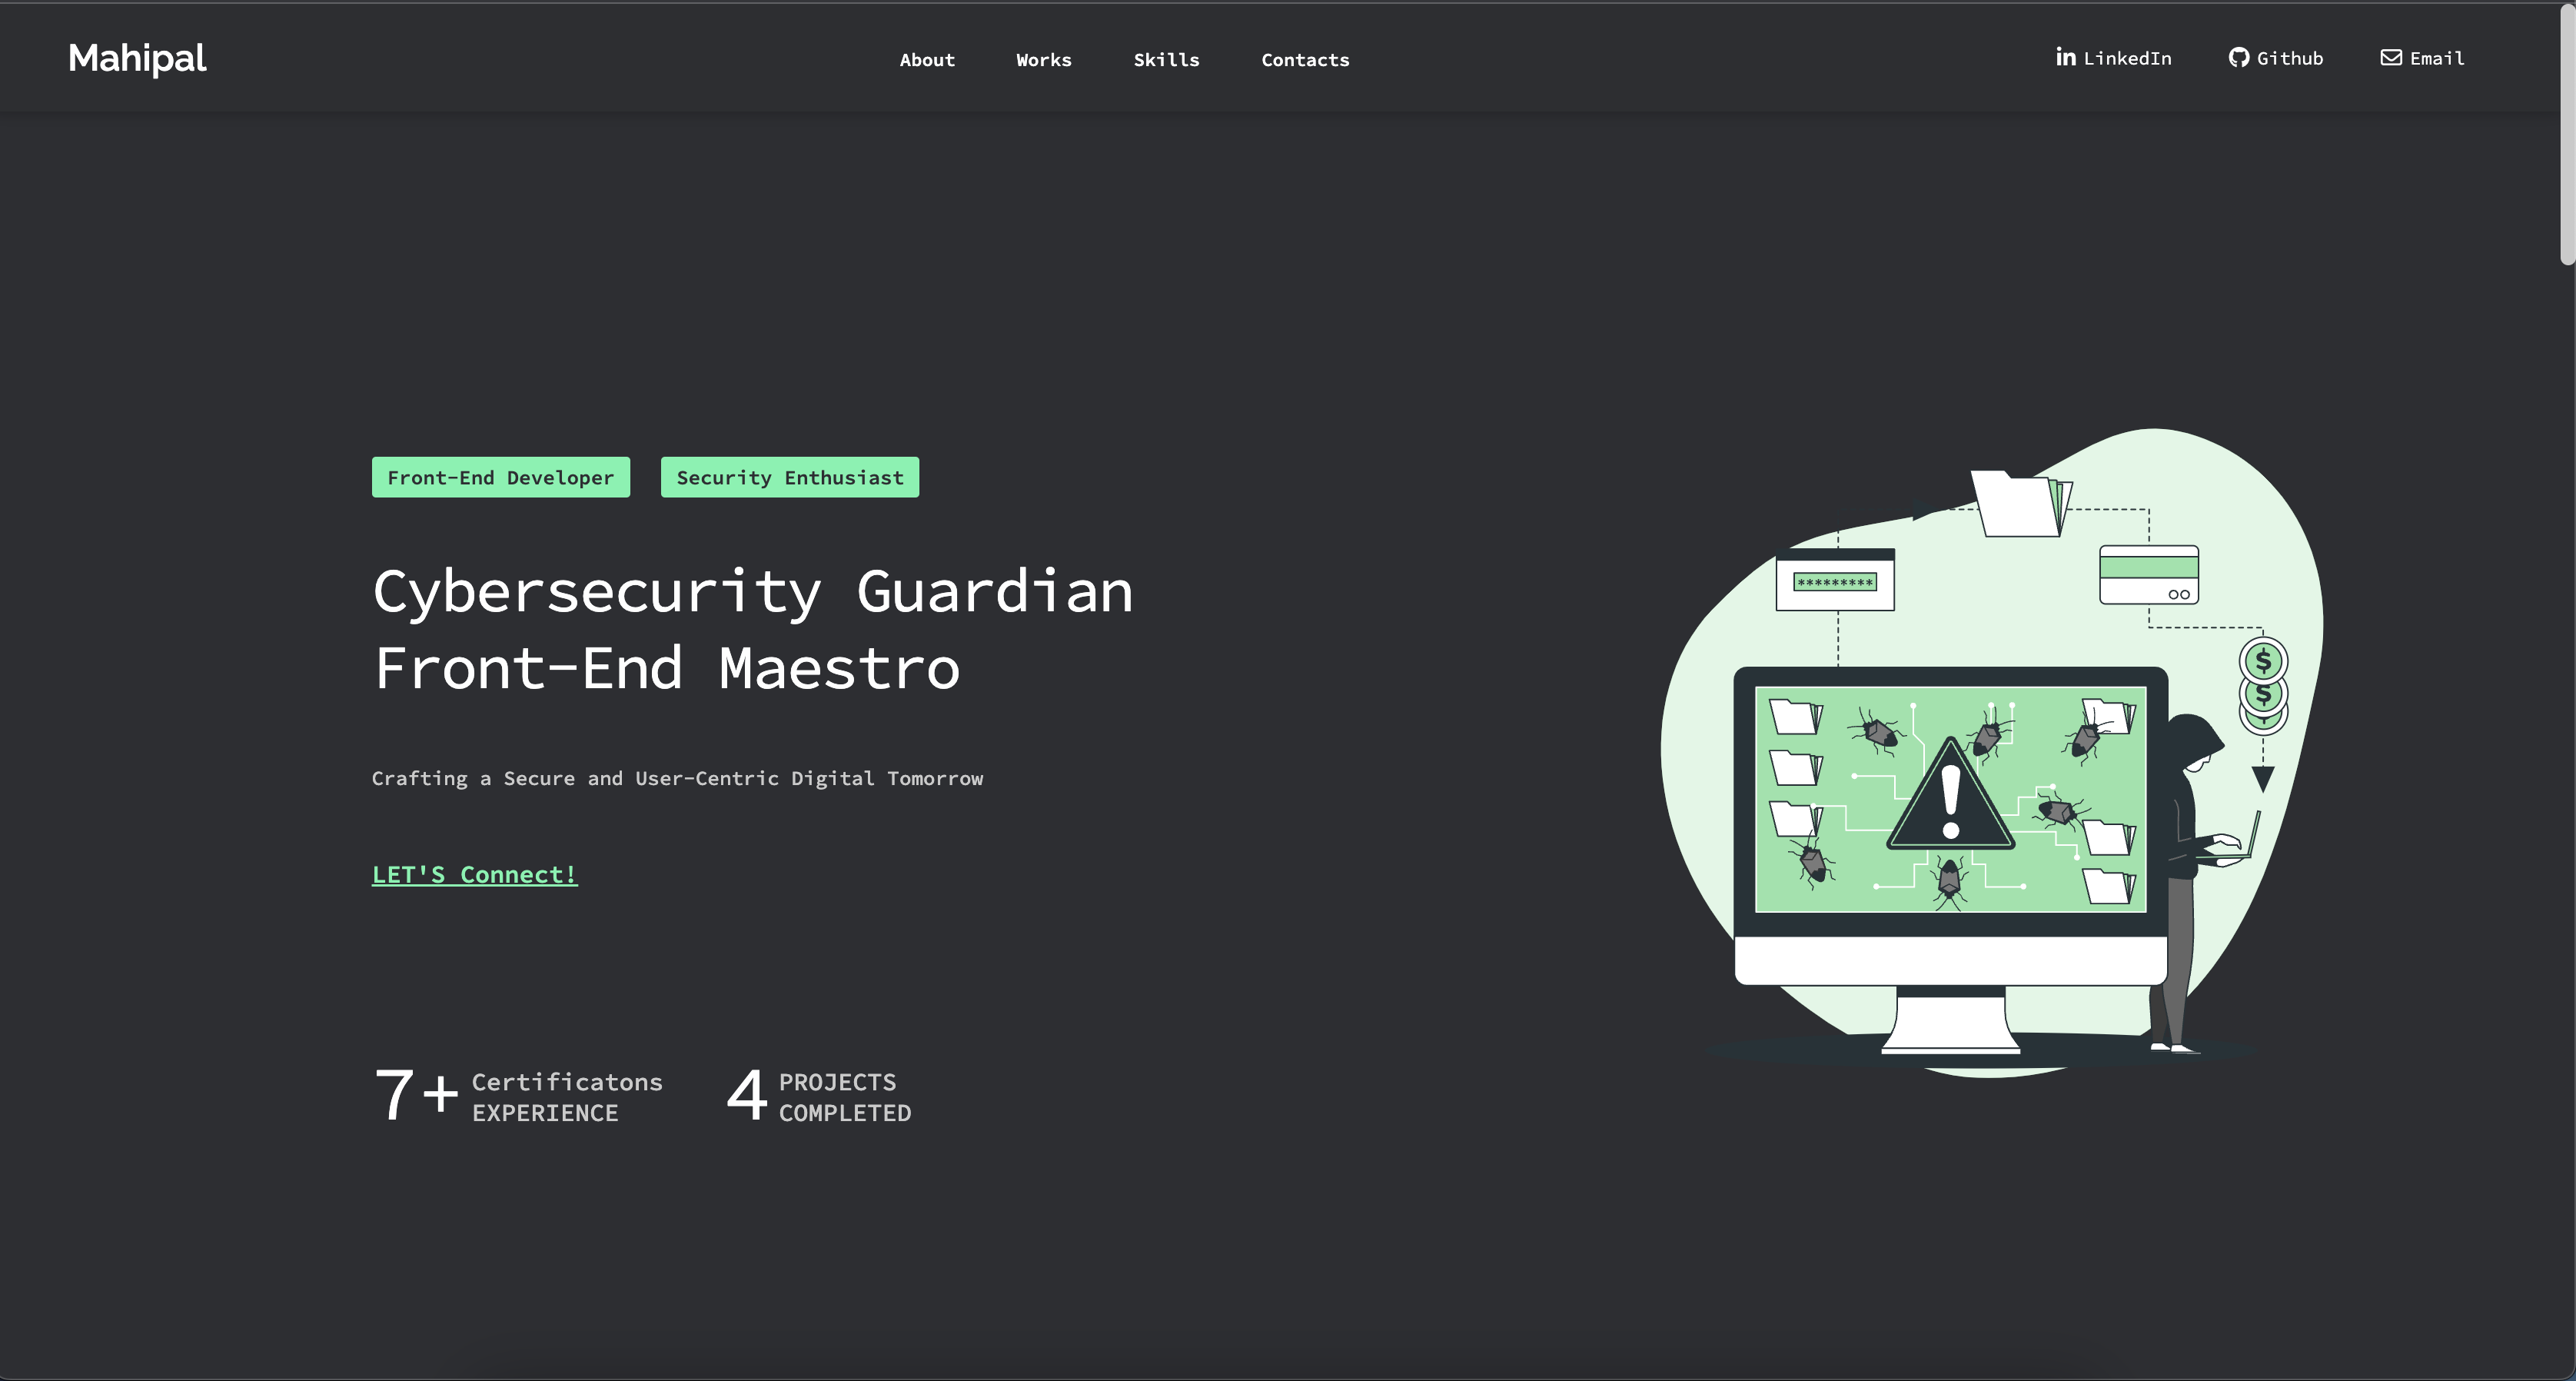 Mahipal
About
Works
Skills
Contacts
LinkedIn
Github
Email
Front-End Developer
Security Enthusiast
Cybersecurity Guardian
Front-End Maestro
Crafting a Secure and User-Centric Digital Tomorrow
LET'S Connect!
7+
Certificatons
EXPERIENCE
4
PROJECTS
COMPLETED
*********
!
$
$